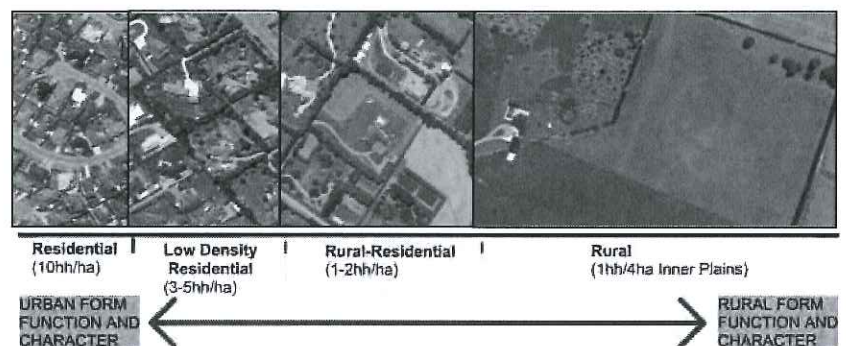 Residential
(10hh/ha)
Low Density
Residential
(3-5hh/ha)
Rural-Residential
(1-2hh/ha)
Rural
(1hh/4ha Inner Plains)
URBAN FORM
FUNCTION AND
CHARACTER
RURAL FORM
FUNCTION AND
CHARACTER